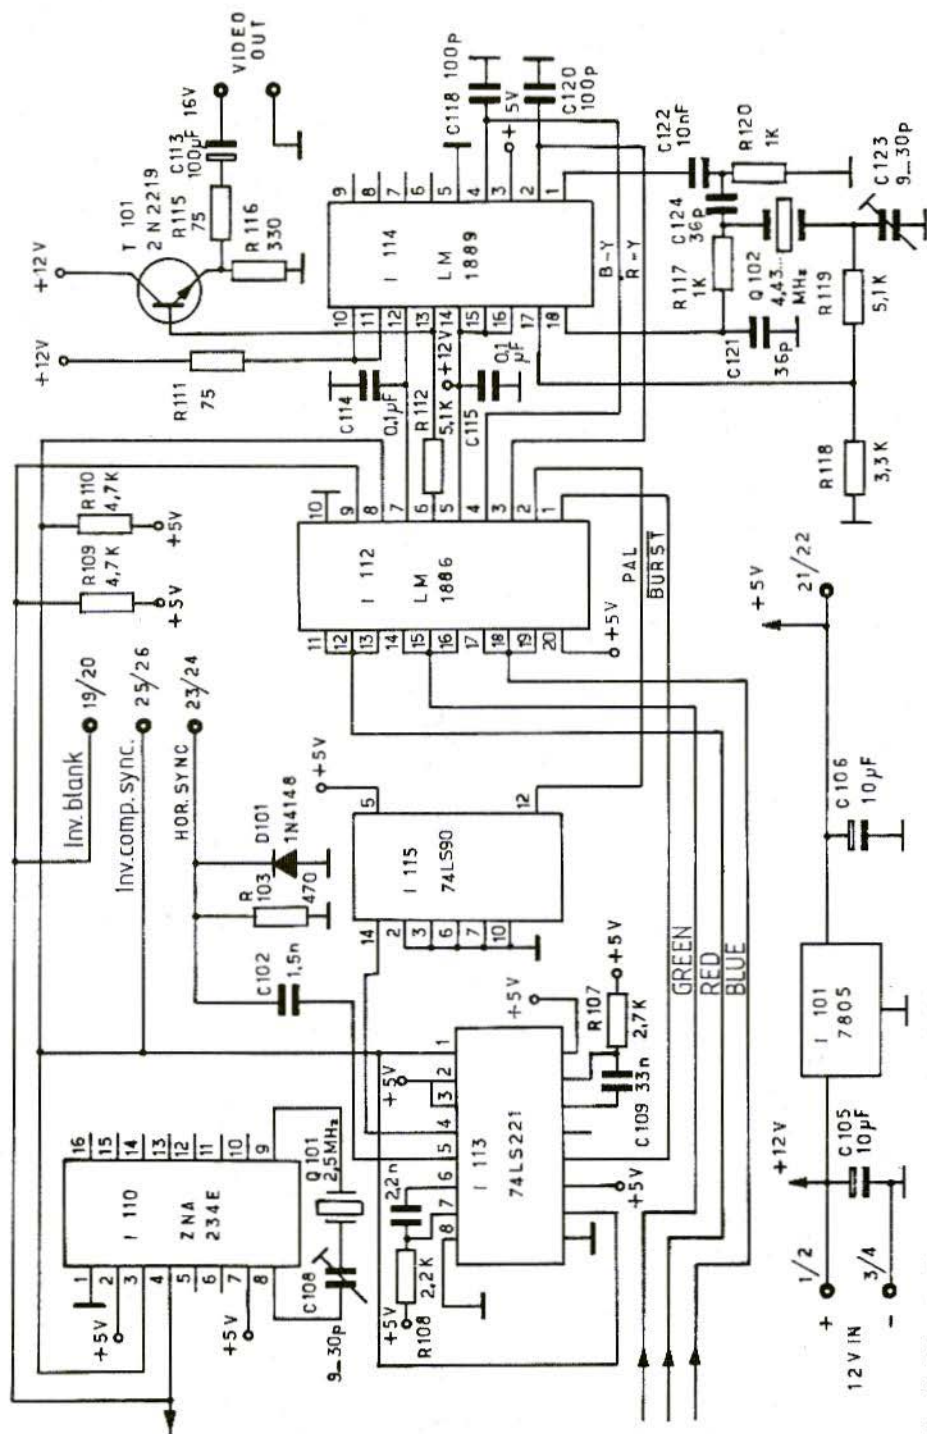 +12V
+12V
R111
75
T 101
2 N 2219
R115
75
C113
100µF
16V
VIDEO
OUT
R 116
330
I 114
LM
1889
9
8
7
6
5
4
3
2
1
10
11
12
13
14
15
16
17
18
+12V
C118
100p
C120
100p
+ 5V
C122
10nF
R120
1K
C123
9...30p
C124
36p
R117
1K
Q 102
4,43...
MHz
R119
5,1K
C121
36p
R118
3,3K
B-Y
R-Y
C114
0,1µF
R 112
5,1K
C115
0,1
µF
I 112
LM
1886
10
9
8
7
6
5
4
3
2
1
11
12
13
14
15
16
17
18
19
20
+5V
PAL
BURST
R110
4,7K
+5V
R109
4,7K
+5V
Inv.blank
19/20
Inv.comp.sync.
25/26
HOR.SYNC
23/24
D101
1N4148
R
103
470
C102
1,5n
+5V
I 115
74LS90
5
12
14
2
3
6
7
10
I 113
74LS221
1
2
3
4
5
6
7
8
+5V
+5V
+5V
R107
2,7K
C109
33n
+5V
2,2n
2,2K
+5V
R108
GREEN
RED
BLUE
I 110
ZNA
234E
16
15
14
13
12
11
10
9
1
2
3
4
5
6
7
8
+5V
+5V
Q 101
2,5MHz
C108
9...30p
+
1/2
12V IN
-
3/4
+12V
C105
10µF
I 101
7805
C106
10µF
+5V
21/22